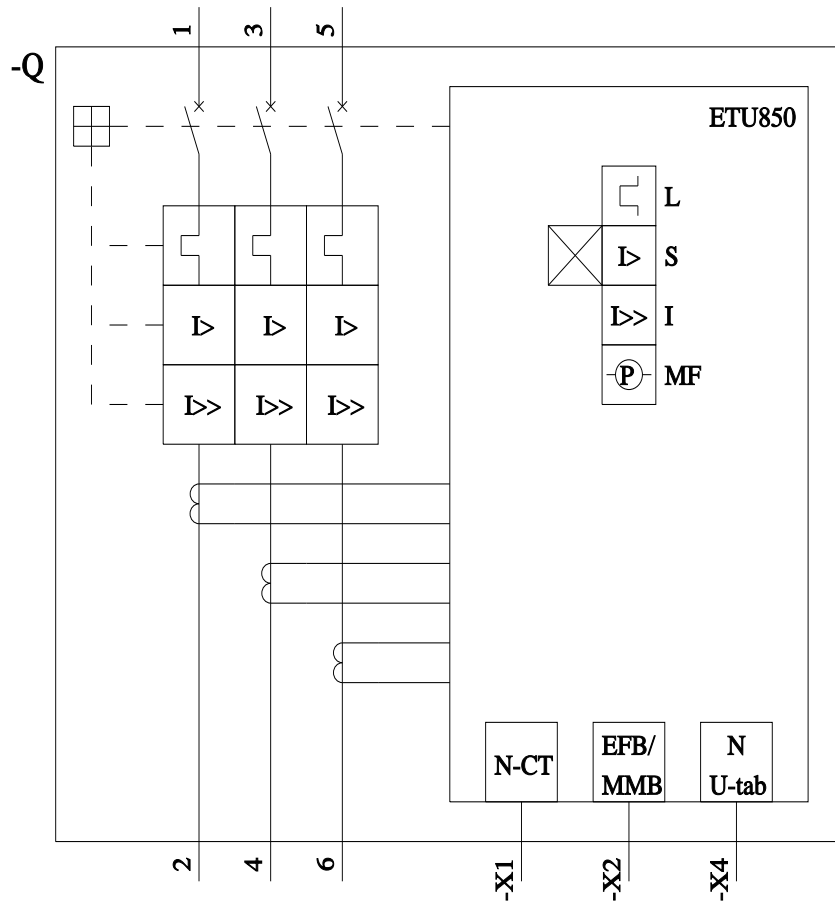 1 3 5
-Q
ETU850
L
I> S
I> I> I>
I>> I
P MF
I>> I>> I>>
N-CT
EFB/
MMB
N
U-tab
2 4 6
-X1 -X2 -X4